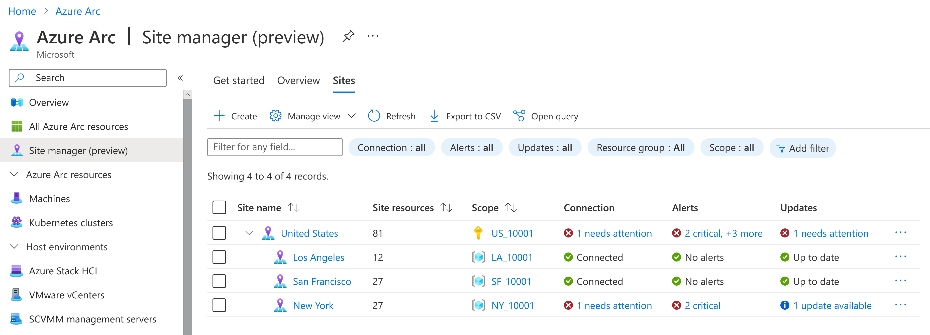 Home > Azure Arc
Azure Arc | Site manager (preview) ...
Microsoft
Search «
Overview
All Azure Arc resources
Site manager (preview)
Azure Arc resources
Machines
Kubernetes clusters
Host environments
Azure Stack HCI
VMware vCenters
SCVMM management servers
Get started Overview Sites
+ Create Manage view Refresh Export to CSV Open query
Filter for any field... Connection : all Alerts : all Updates : all Resource group : All Scope : all Add filter
Showing 4 to 4 of 4 records.
Site name ↑↓ Site resources ↑↓ Scope ↑↓ Connection Alerts Updates
United States 81 US_10001 1 needs attention 2 critical, +3 more 1 needs attention ...
Los Angeles 12 LA_10001 Connected No alerts Up to date ...
San Francisco 27 SF_10001 Connected No alerts Up to date ...
New York 27 NY_10001 1 needs attention 2 critical 1 update available ...